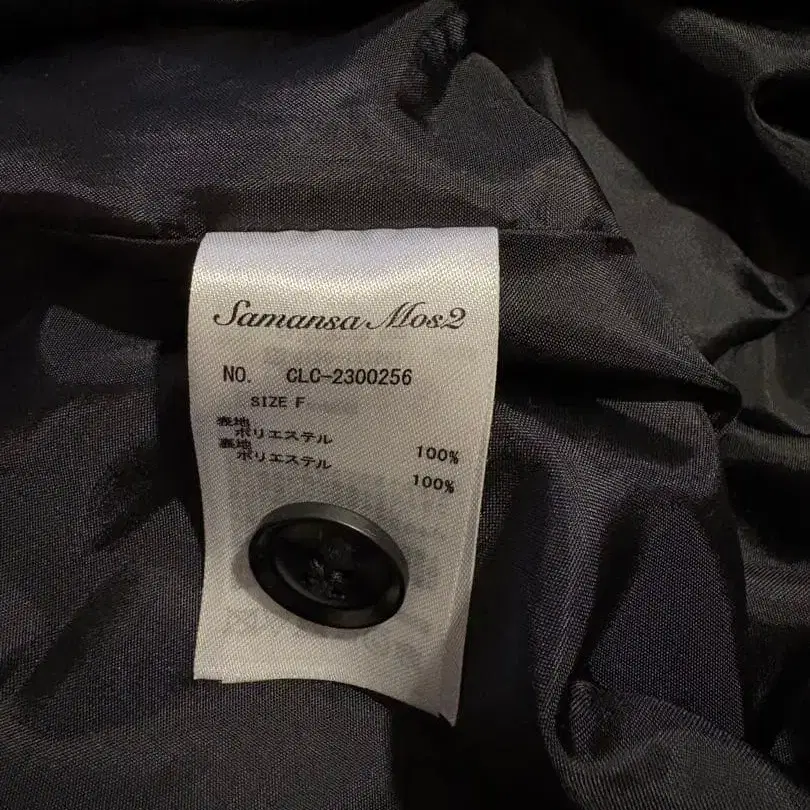 Samansa Mos2
NO. CLC-2300256
SIZE F
表地
ポリエステル 100%
裏地
ポリエステル 100%